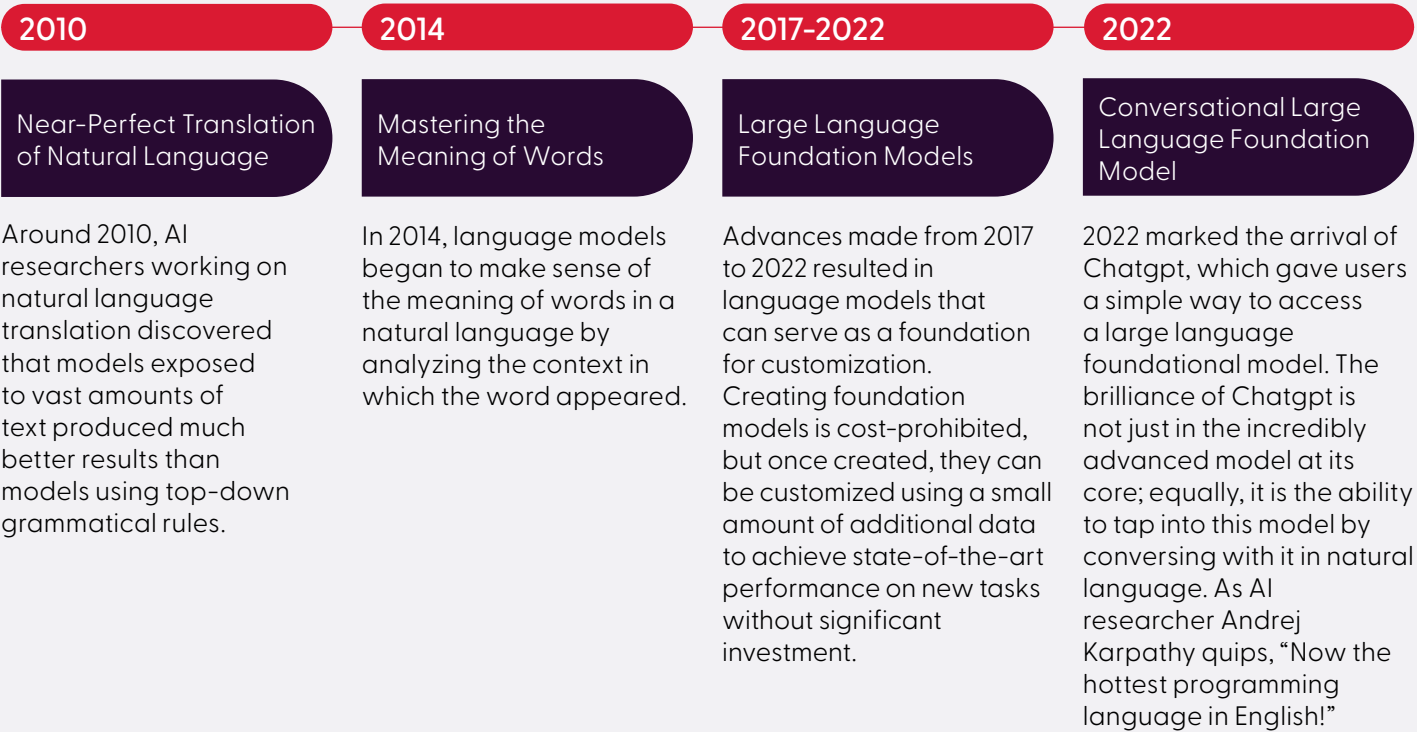 2010
Near-Perfect Translation
of Natural Language
Around 2010, AI
researchers working on
natural language
translation discovered
that models exposed
to vast amounts of
text produced much
better results than
models using top-down
grammatical rules.
2014
Mastering the
Meaning of Words
In 2014, language models
began to make sense of
the meaning of words in a
natural language by
analyzing the context in
which the word appeared.
2017-2022
Large Language
Foundation Models
Advances made from 2017
to 2022 resulted in
language models that
can serve as a foundation
for customization.
Creating foundation
models is cost-prohibited,
but once created, they can
be customized using a small
amount of additional data
to achieve state-of-the-art
performance on new tasks
without significant
investment.
2022
Conversational Large
Language Foundation
Model
2022 marked the arrival of
Chatgpt, which gave users
a simple way to access
a large language
foundational model. The
brilliance of Chatgpt is
not just in the incredibly
advanced model at its
core; equally, it is the ability
to tap into this model by
conversing with it in natural
language. As AI
researcher Andrej
Karpathy quips, “Now the
hottest programming
language in English!”